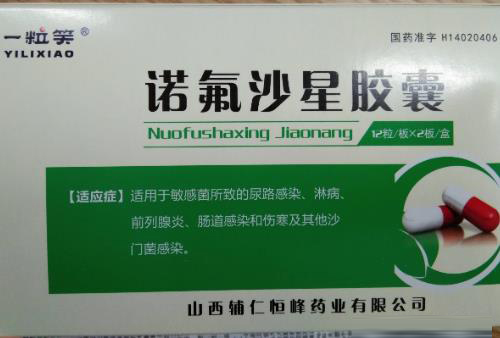 一粒笑®
YILIXIAO
国药准字 H14020406
诺氟沙星胶囊
Nuofushaxing Jiaonang
12粒/板×2板/盒
【适应症】适用于敏感菌所致的尿路感染、淋病、
前列腺炎、肠道感染和伤寒及其他沙
门菌感染。
山西辅仁恒峰药业有限公司